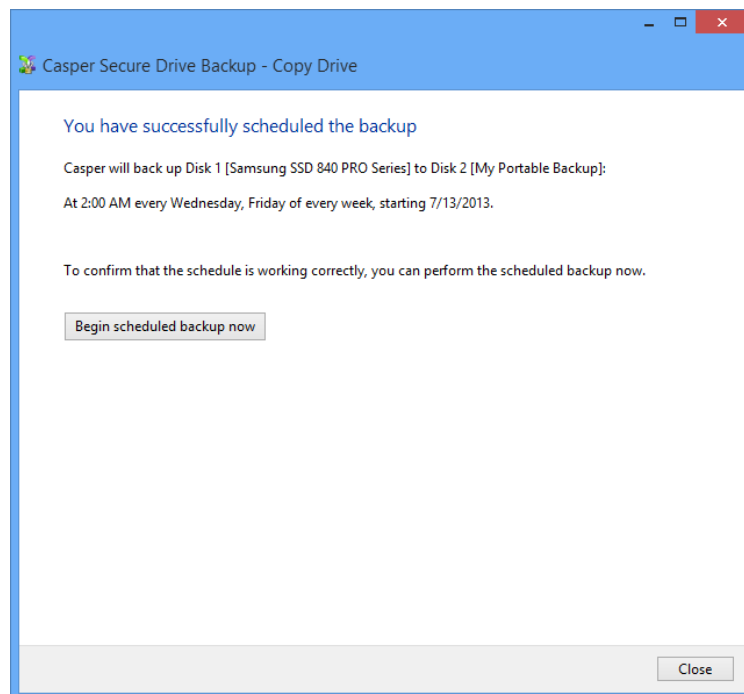 Casper Secure Drive Backup - Copy Drive
You have successfully scheduled the backup
Casper will back up Disk 1 [Samsung SSD 840 PRO Series] to Disk 2 [My Portable Backup]:
At 2:00 AM every Wednesday, Friday of every week, starting 7/13/2013.
To confirm that the schedule is working correctly, you can perform the scheduled backup now.
Begin scheduled backup now
Close